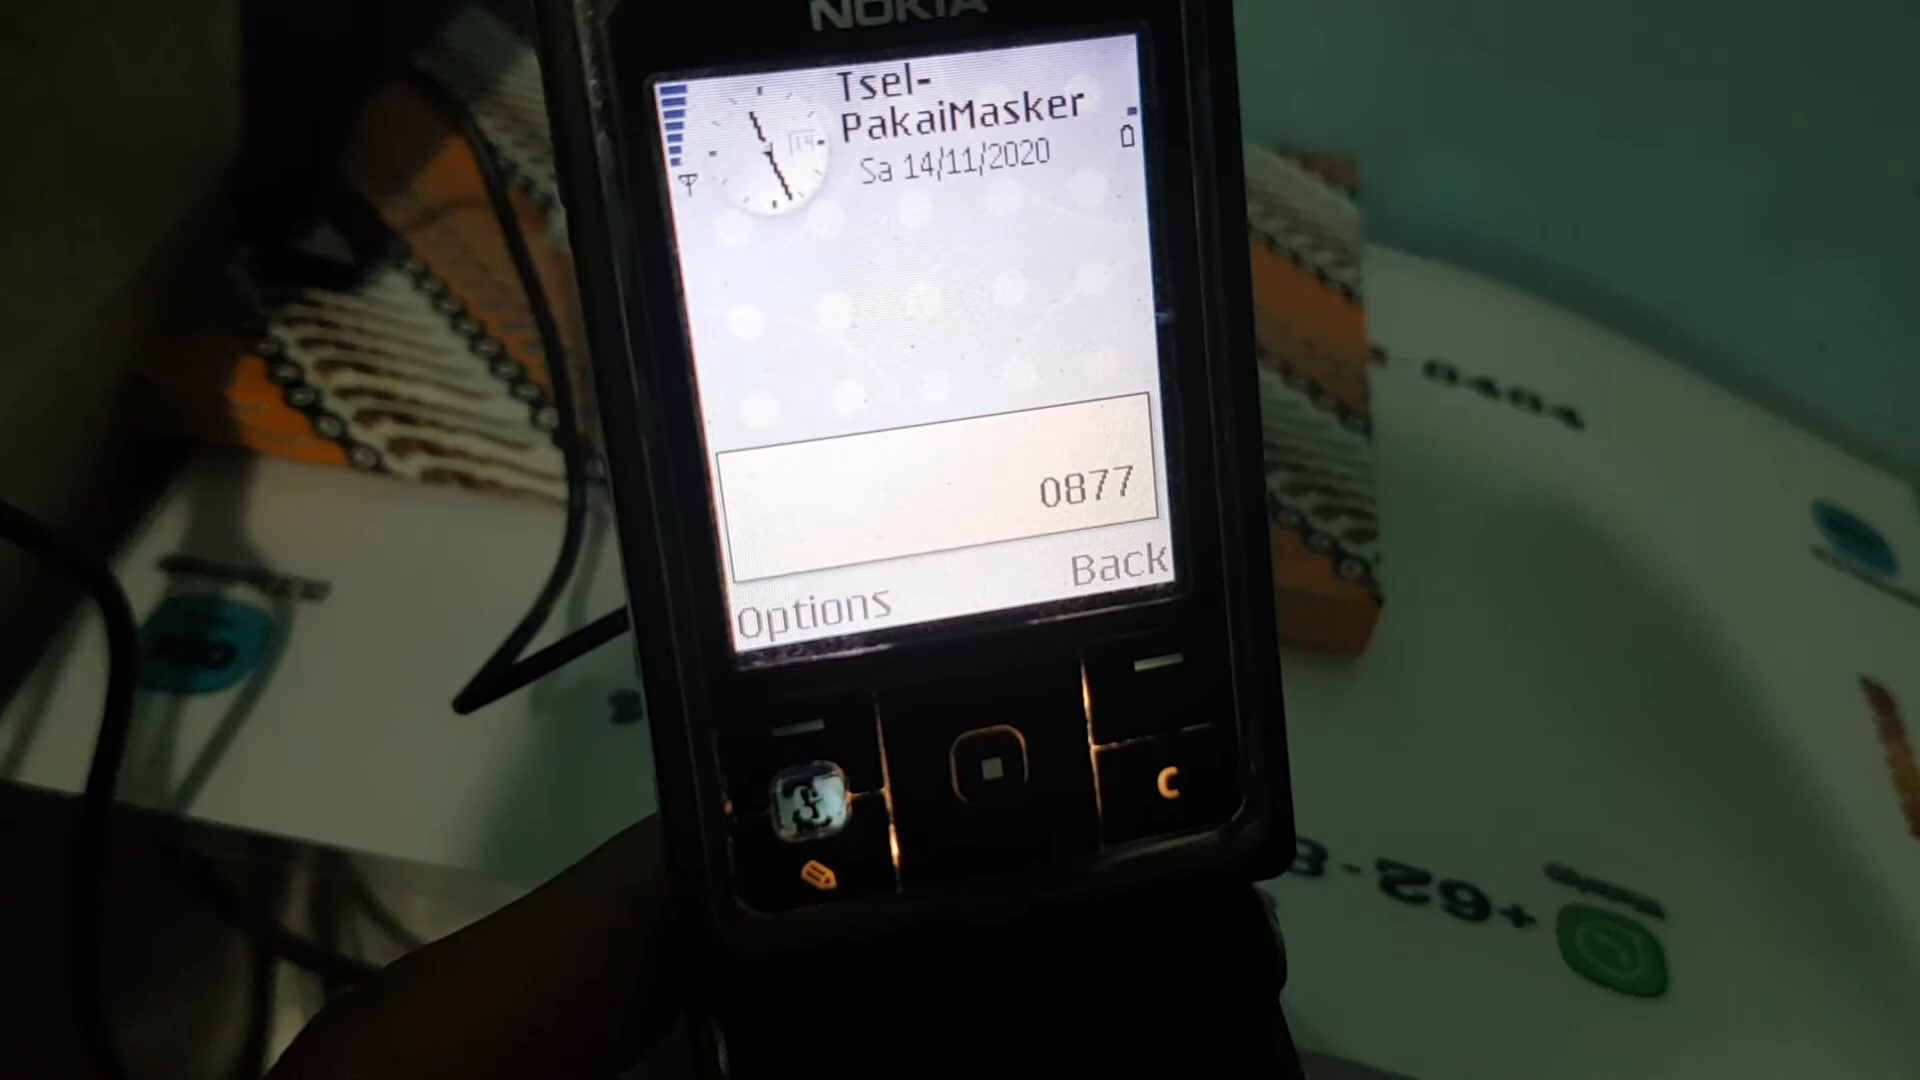 NOKIA
Tsel-
PakaiMasker
Sa 14/11/2020
0877
Options
Back
C
+62-8